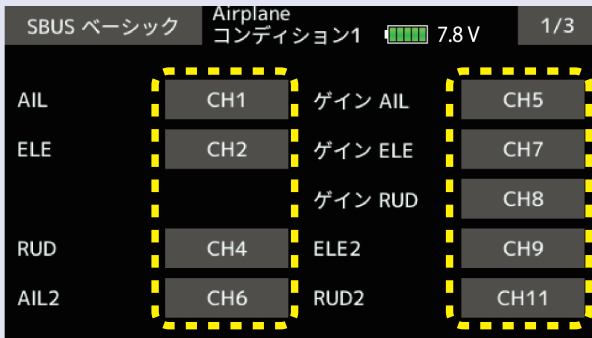 SBUS ベーシック
Airplane
コンディション1 7.8 V
1/3
AIL CH1 ゲイン AIL CH5
ELE CH2 ゲイン ELE CH7
ゲイン RUD CH8
RUD CH4 ELE2 CH9
AIL2 CH6 RUD2 CH11